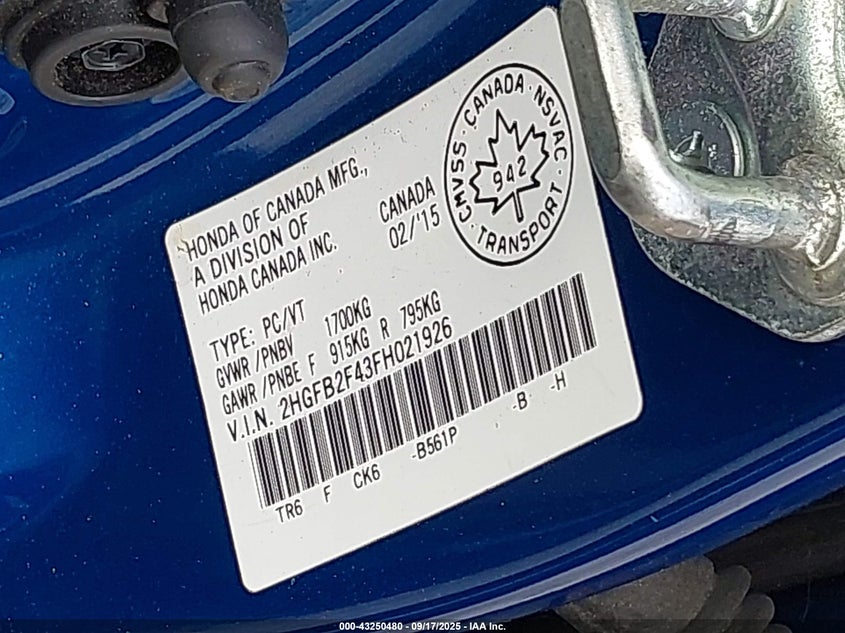 HONDA OF CANADA MFG.,
A DIVISION OF
HONDA CANADA INC.
CANADA
02/'15
CMVSS · CANADA · NSVAC · TRANSPORT ·
942
TYPE: PC/VT
GVWR /PNBV 1700KG
GAWR /PNBE F 915KG R 795KG
V.I.N. 2HGFB2F43FH021926
TR6 F CK6 -B561P -B -H
000-43250480 - 09/17/2025 - IAA Inc.